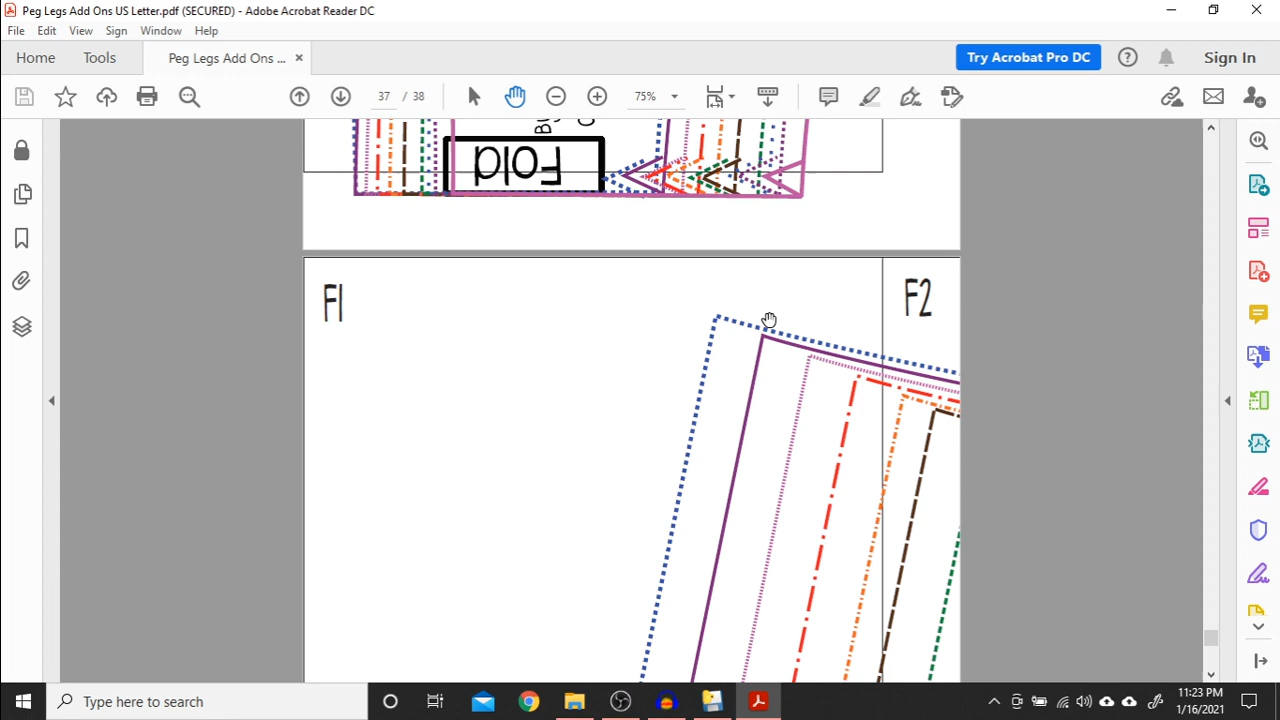 Peg Legs Add Ons US Letter.pdf (SECURED) - Adobe Acrobat Reader DC
File Edit View Sign Window Help
Home Tools Peg Legs Add Ons ... × Try Acrobat Pro DC Sign In
37 / 38 75%
Fold
F1 F2
Type here to search
11:23 PM
1/16/2021